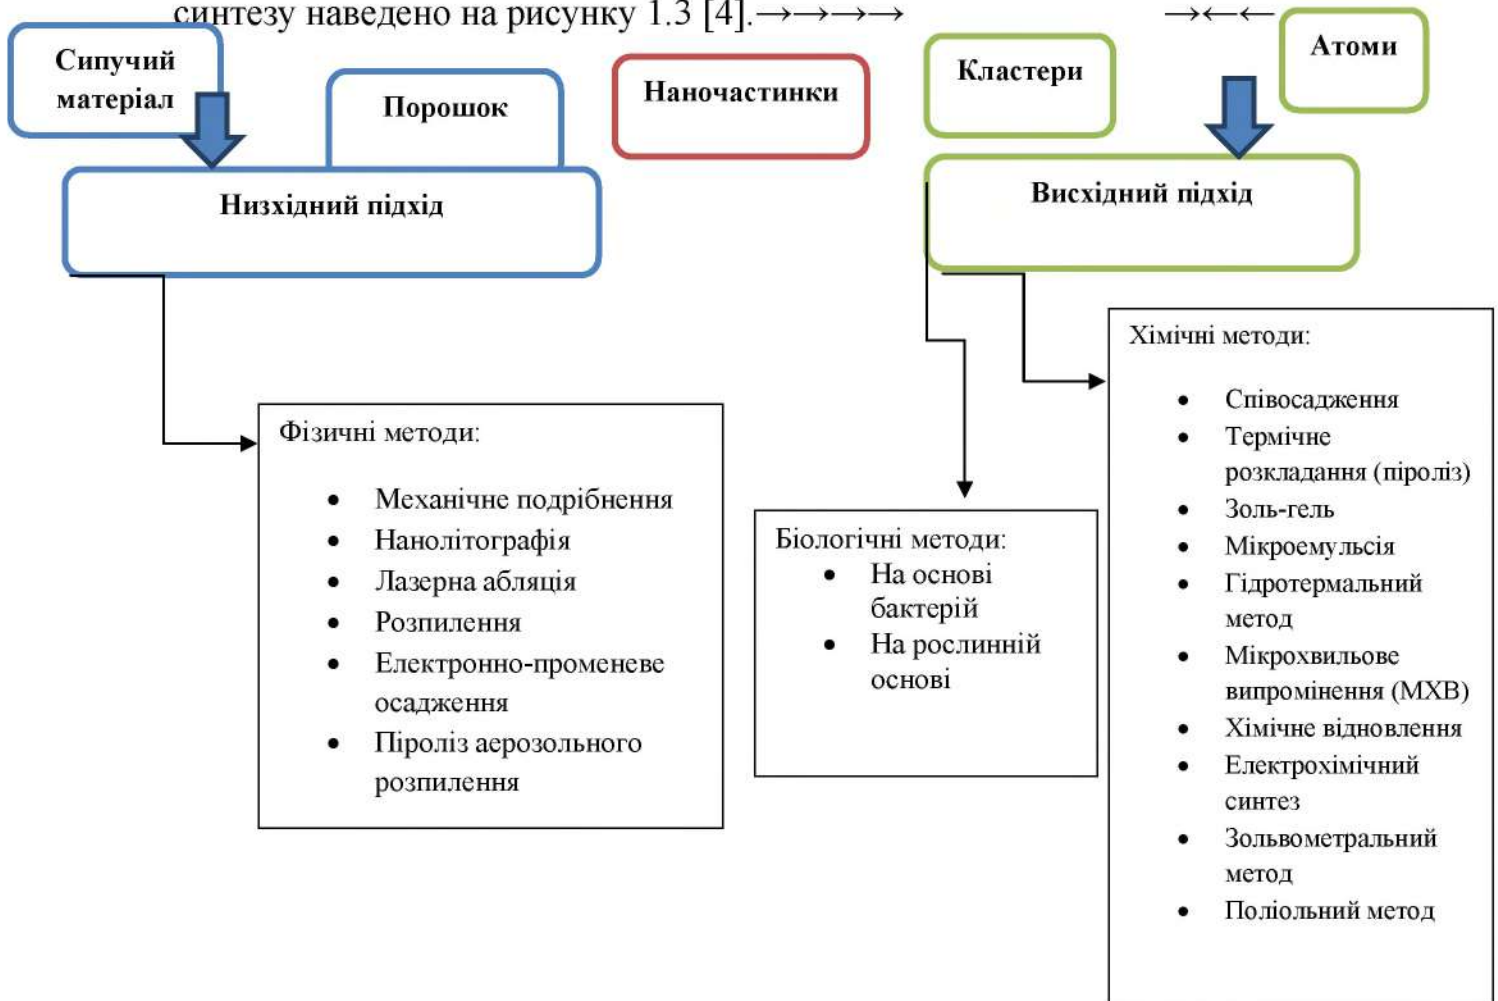 синтезу наведено на рисунку 1.3 [4].→→→→ →←←
Сипучий
матеріал
Порошок
Наночастинки
Кластери
Атоми
Низхідний підхід
Висхідний підхід
Фізичні методи:
• Механічне подрібнення
• Нанолітографія
• Лазерна абляція
• Розпилення
• Електронно-променеве
осадження
• Піроліз аерозольного
розпилення
Біологічні методи:
• На основі
бактерій
• На рослинній
основі
Хімічні методи:
• Співосадження
• Термічне
розкладання (піроліз)
• Золь-гель
• Мікроемульсія
• Гідротермальний
метод
• Мікрохвильове
випромінення (МХВ)
• Хімічне відновлення
• Електрохімічний
синтез
• Зольвометральний
метод
• Поліольний метод